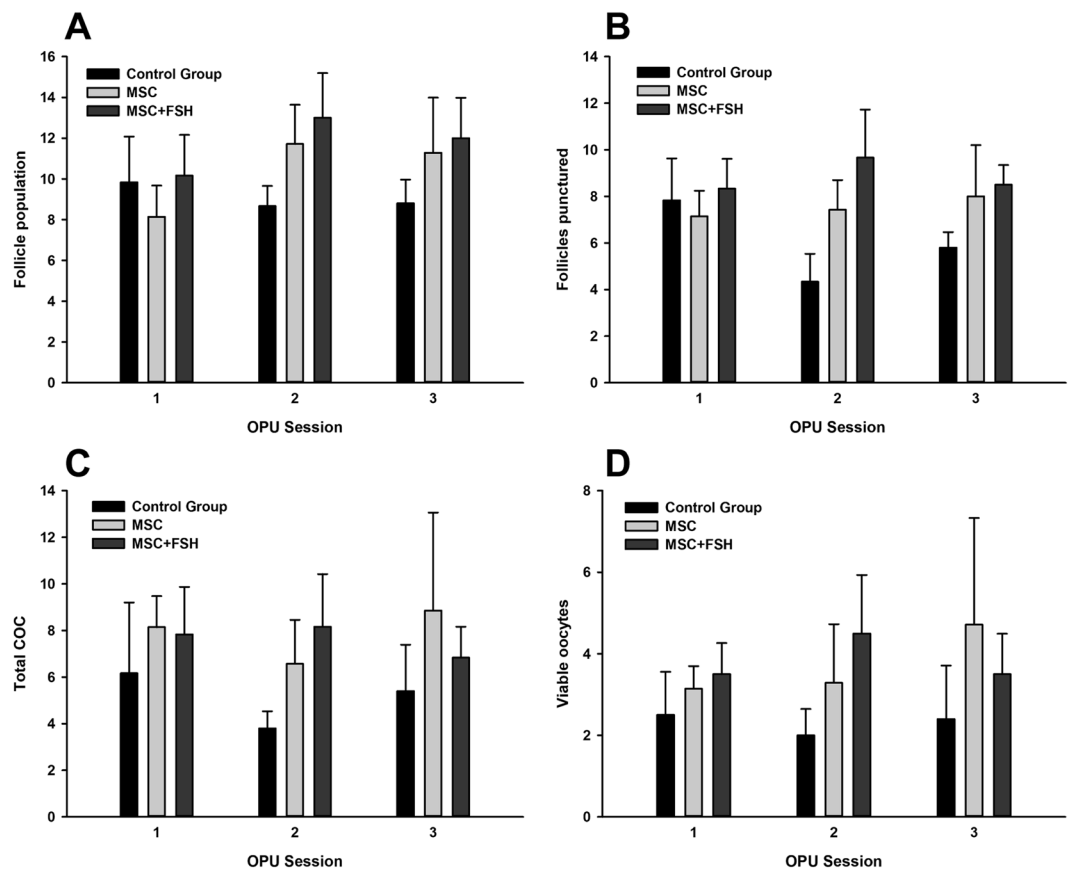 A
16
14
12
10
8
6
4
2
0
Follicle population
Control Group
MSC
MSC+FSH
1 2 3
OPU Session
B
14
12
10
8
6
4
2
0
Follicles punctured
Control Group
MSC
MSC+FSH
1 2 3
OPU Session
C
14
12
10
8
6
4
2
0
Total COC
Control Group
MSC
MSC+FSH
1 2 3
OPU Session
D
8
6
4
2
0
Viable oocytes
Control Group
MSC
MSC+FSH
1 2 3
OPU Session